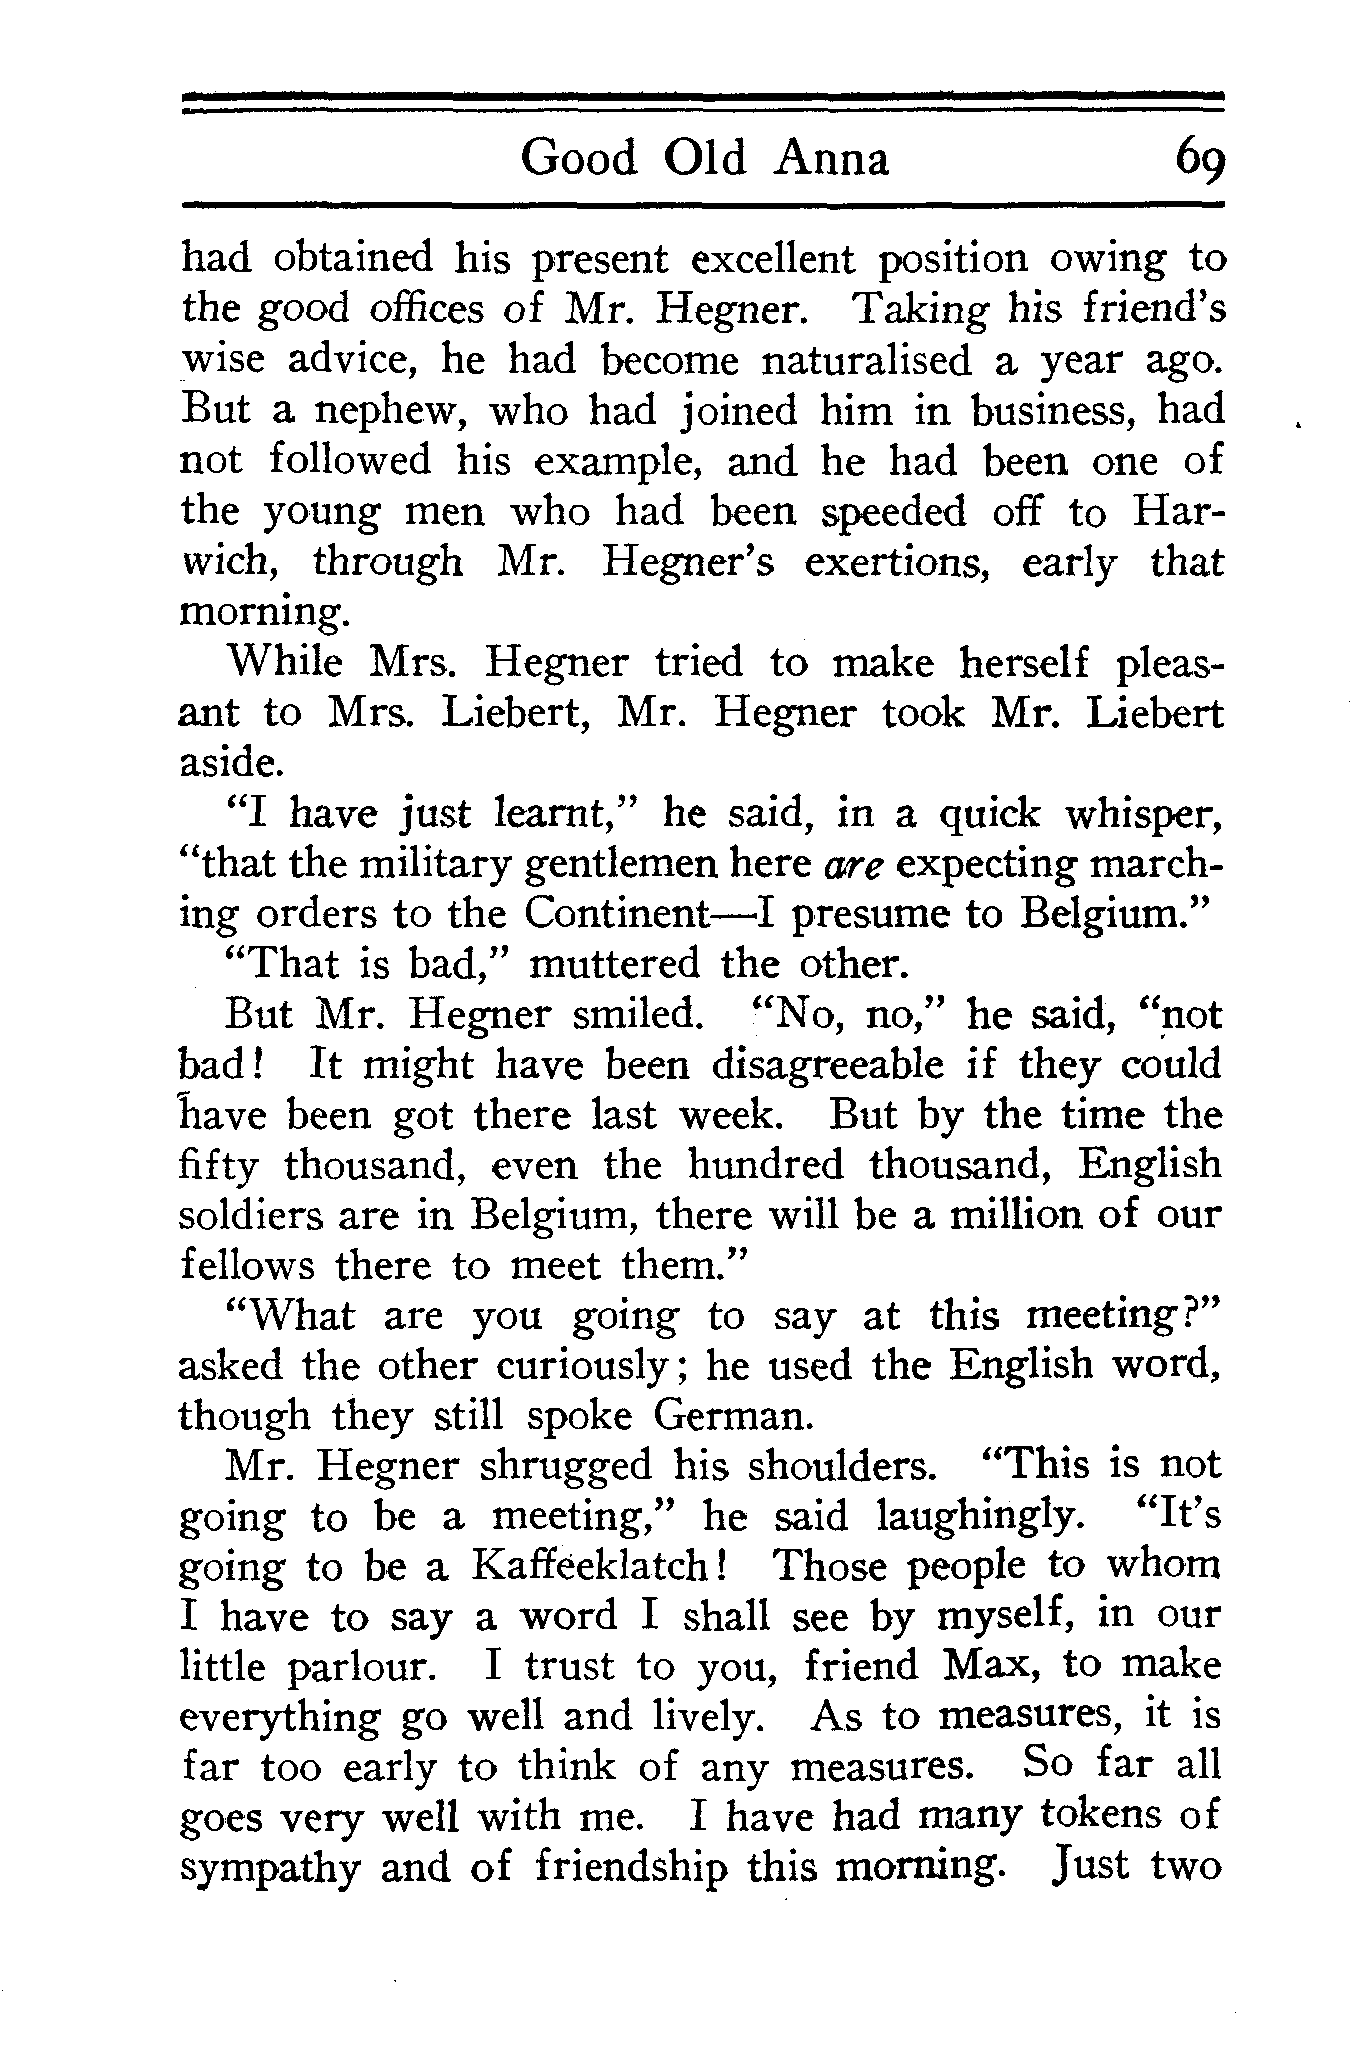 Good Old Anna 69
had obtained his present excellent position owing to
the good offices of Mr. Hegner. Taking his friend's
wise advice, he had become naturalised a year ago.
But a nephew, who had joined him in business, had
not followed his example, and he had been one of
the young men who had been speeded off to Har-
wich, through Mr. Hegner's exertions, early that
morning.
While Mrs. Hegner tried to make herself pleas-
ant to Mrs. Liebert, Mr. Hegner took Mr. Liebert
aside.
"I have just learnt," he said, in a quick whisper,
"that the military gentlemen here are expecting march-
ing orders to the Continent—I presume to Belgium."
"That is bad," muttered the other.
But Mr. Hegner smiled. "No, no," he said, "not
bad! It might have been disagreeable if they could
have been got there last week. But by the time the
fifty thousand, even the hundred thousand, English
soldiers are in Belgium, there will be a million of our
fellows there to meet them."
"What are you going to say at this meeting?"
asked the other curiously; he used the English word,
though they still spoke German.
Mr. Hegner shrugged his shoulders. "This is not
going to be a meeting," he said laughingly. "It's
going to be a Kaffeeklatch! Those people to whom
I have to say a word I shall see by myself, in our
little parlour. I trust to you, friend Max, to make
everything go well and lively. As to measures, it is
far too early to think of any measures. So far all
goes very well with me. I have had many tokens of
sympathy and of friendship this morning. Just two